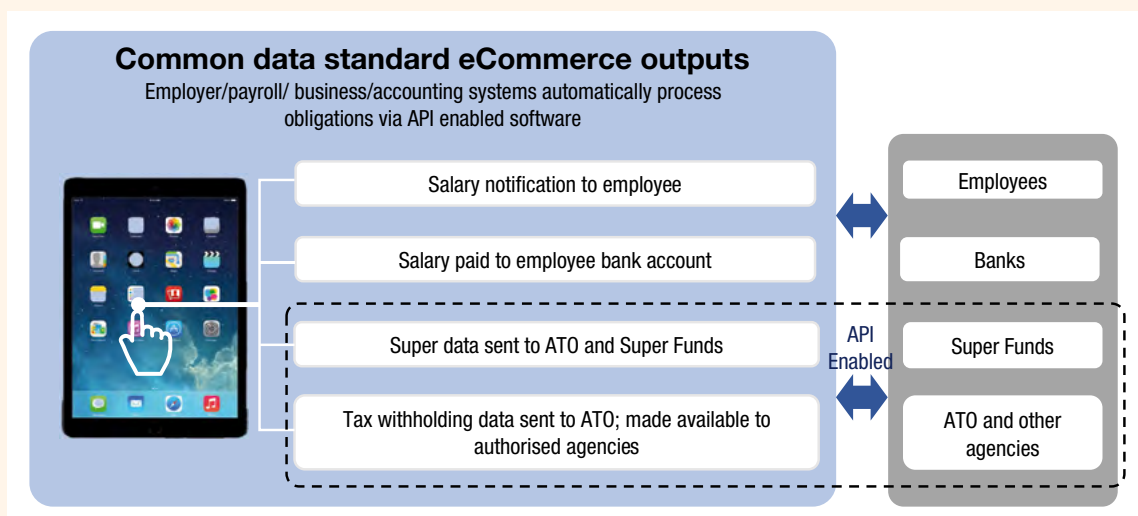 Common data standard eCommerce outputs
Employer/payroll/ business/accounting systems automatically process
obligations via API enabled software
Salary notification to employee
Employees
Salary paid to employee bank account
Banks
Super data sent to ATO and Super Funds
API
Enabled
Super Funds
Tax withholding data sent to ATO; made available to
authorised agencies
ATO and other
agencies